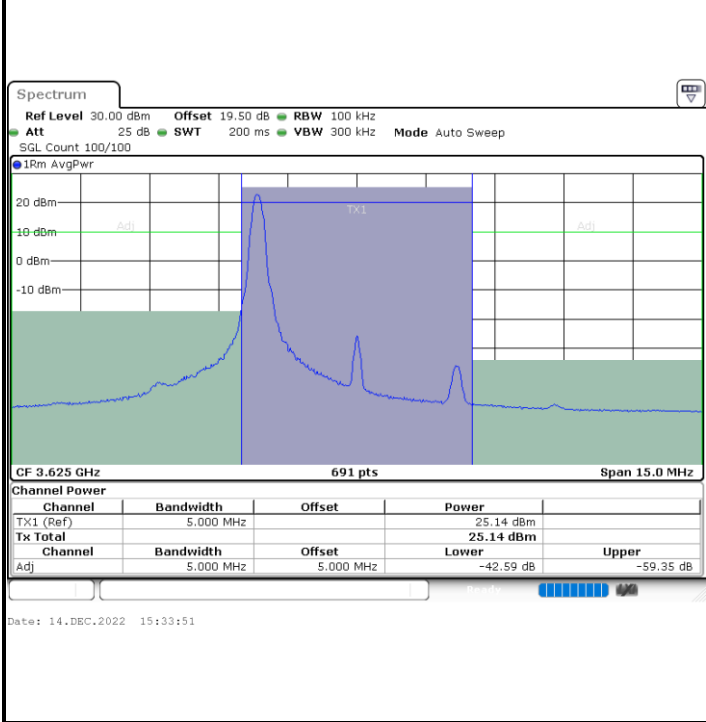 Spectrum
Ref Level 30.00 dBm Offset 19.50 dB RBW 100 kHz
Att 25 dB SWT 200 ms VBW 300 kHz Mode Auto Sweep
SGL Count 100/100
1Rm AvgPwr
20 dBm
TX1
Adj Adj
10 dBm
0 dBm
-10 dBm
CF 3.625 GHz 691 pts Span 15.0 MHz
Channel Power
Channel Bandwidth Offset Power
TX1 (Ref) 5.000 MHz 25.14 dBm
Tx Total 25.14 dBm
Channel Bandwidth Offset Lower Upper
Adj 5.000 MHz 5.000 MHz -42.59 dB -59.35 dB
Ready
Date: 14.DEC.2022 15:33:51